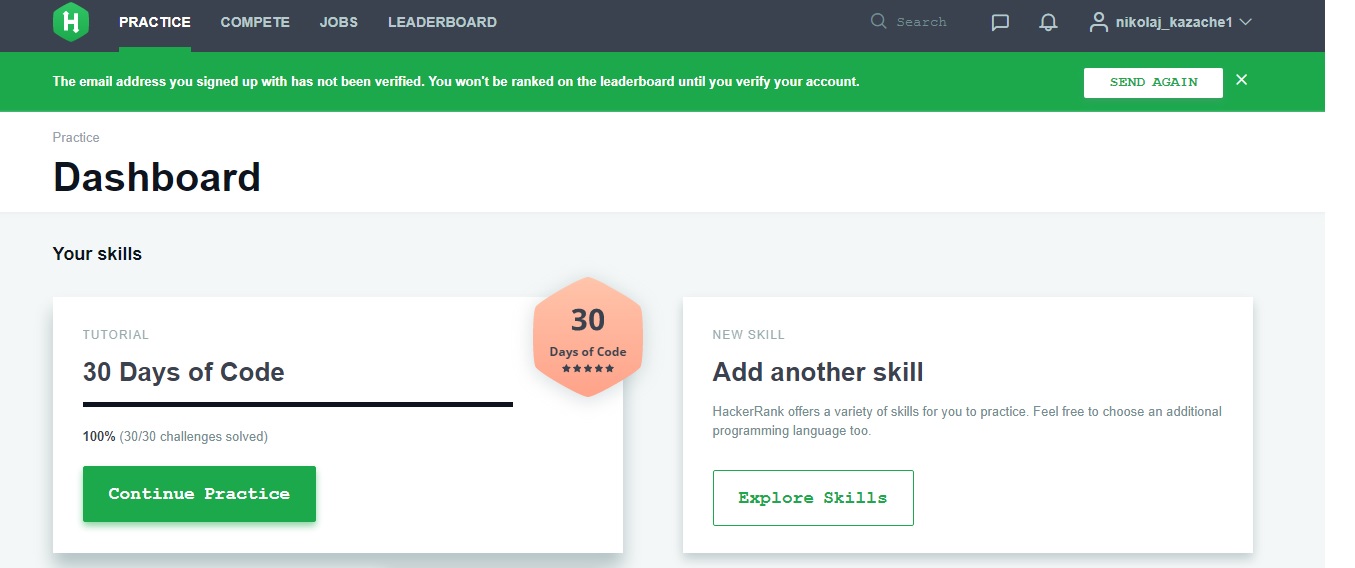 PRACTICE COMPETE JOBS LEADERBOARD Search nikolaj_kazache1
The email address you signed up with has not been verified. You won't be ranked on the leaderboard until you verify your account. SEND AGAIN
Practice
Dashboard
Your skills
TUTORIAL
30 Days of Code
100% (30/30 challenges solved)
Continue Practice
30
Days of Code
NEW SKILL
Add another skill
HackerRank offers a variety of skills for you to practice. Feel free to choose an additional
programming language too.
Explore Skills